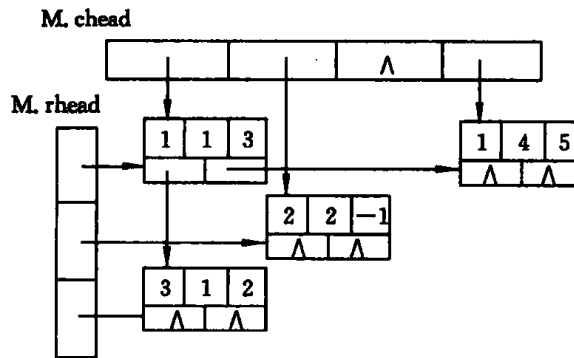 M. chead
∧
M. rhead
1 1 3
1 4 5
∧ ∧
2 2 −1
∧ ∧
3 1 2
∧ ∧